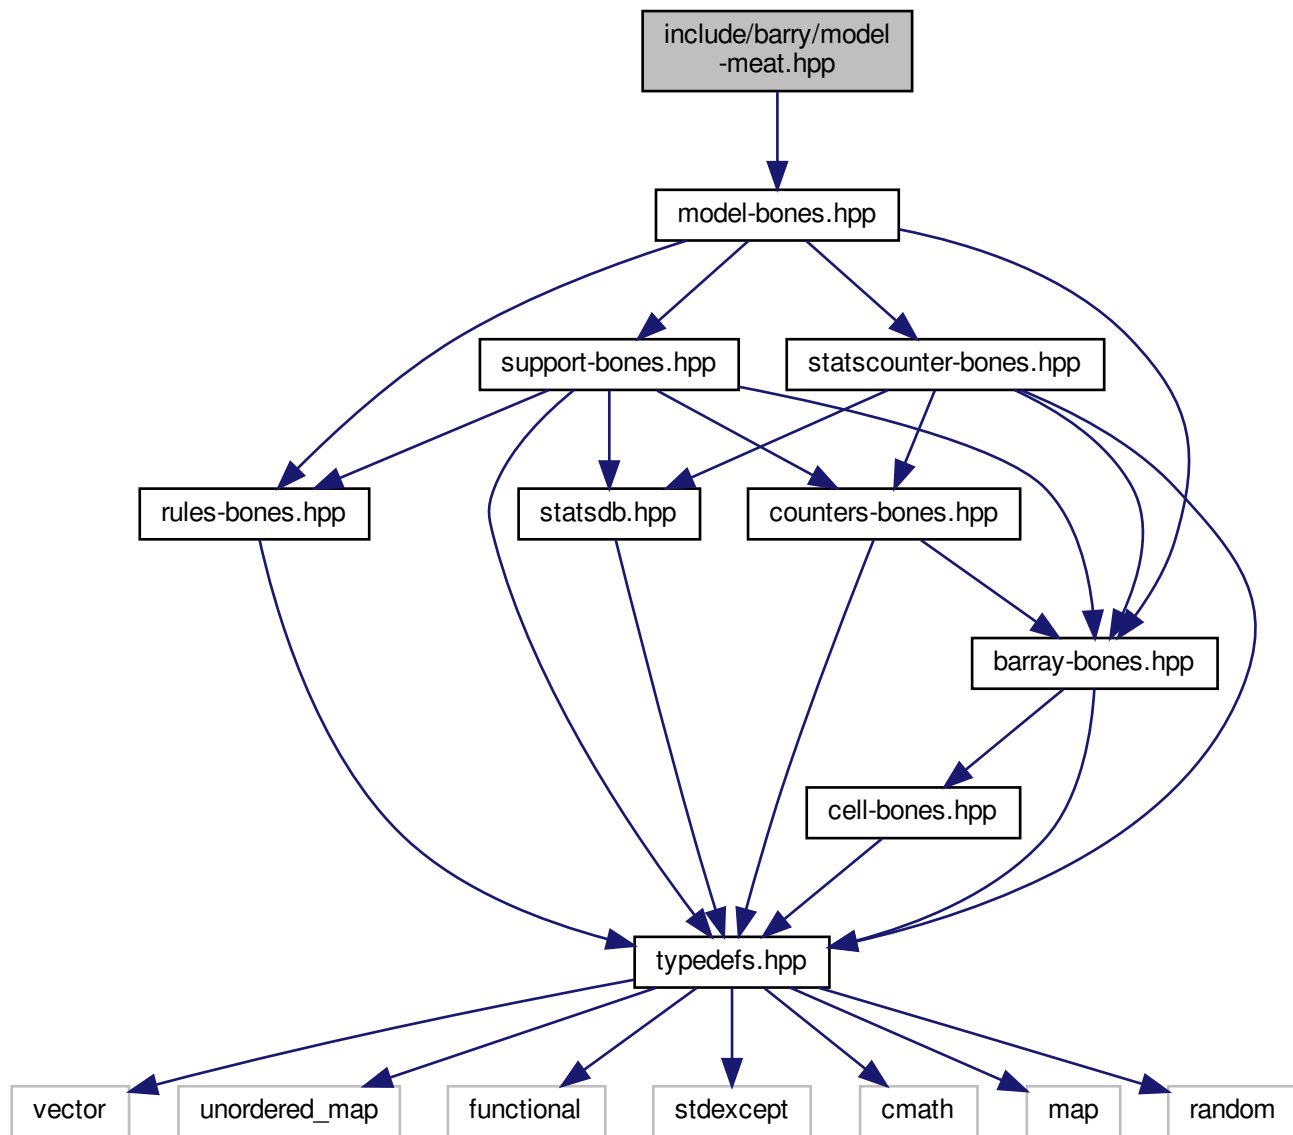 include/barry/model
-meat.hpp
model-bones.hpp
support-bones.hpp
statscounter-bones.hpp
rules-bones.hpp
statsdb.hpp
counters-bones.hpp
barray-bones.hpp
cell-bones.hpp
typedefs.hpp
vector
unordered_map
functional
stdexcept
cmath
map
random